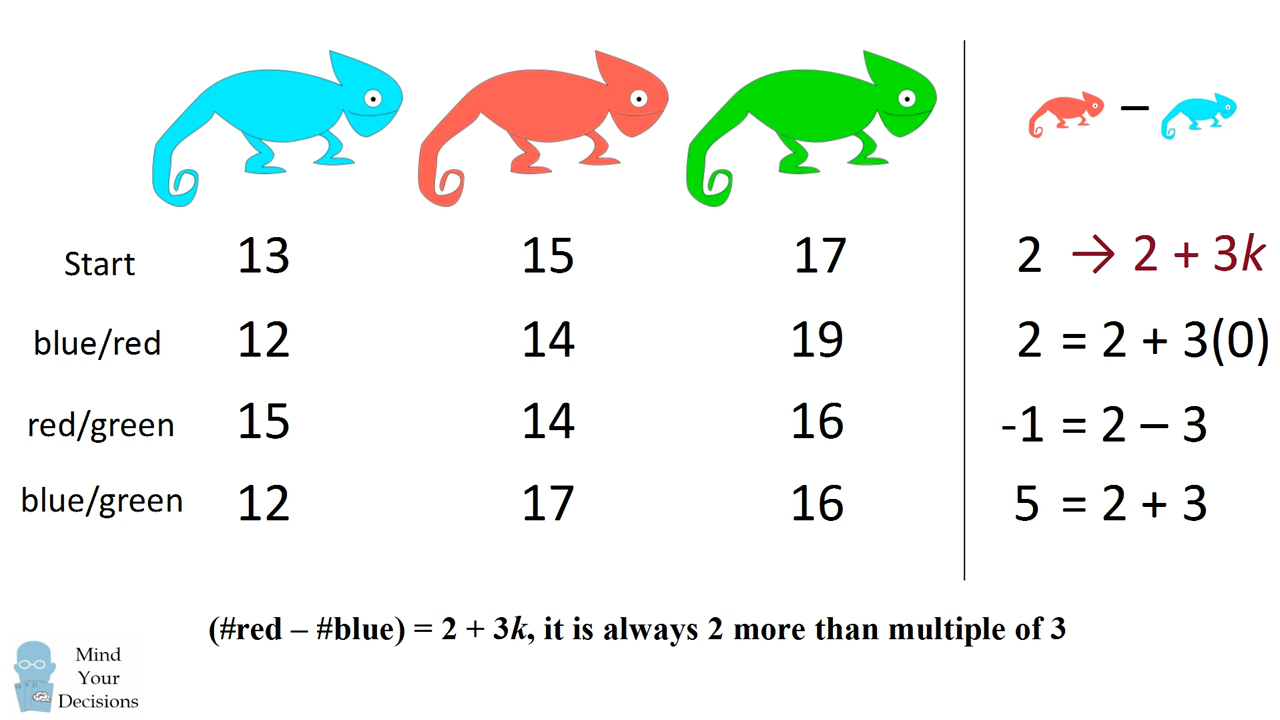 –
Start 13 15 17 2 → 2 + 3k
blue/red 12 14 19 2 = 2 + 3(0)
red/green 15 14 16 -1 = 2 – 3
blue/green 12 17 16 5 = 2 + 3
(#red – #blue) = 2 + 3k, it is always 2 more than multiple of 3
Mind
Your
Decisions